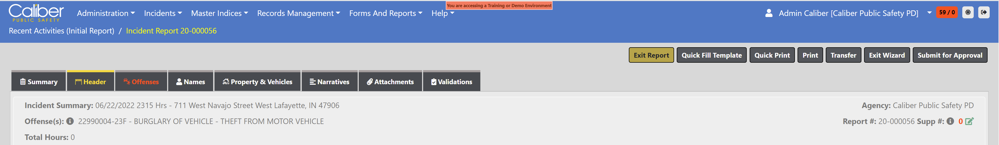 You are accessing a Training or Demo Environment
Caliber
PUBLIC SAFETY
Administration Incidents Master Indices Records Management Forms And Reports Help Admin Caliber [Caliber Public Safety PD] 59 / 0
Recent Activities (Initial Report) / Incident Report 20-000056
Exit Report Quick Fill Template Quick Print Print Transfer Exit Wizard Submit for Approval
Summary Header Offenses Names Property & Vehicles Narratives Attachments Validations
Incident Summary: 06/22/2022 2315 Hrs - 711 West Navajo Street West Lafayette, IN 47906 Agency: Caliber Public Safety PD
Offense(s): 22990004-23F - BURGLARY OF VEHICLE - THEFT FROM MOTOR VEHICLE Report #: 20-000056 Supp #: 0
Total Hours: 0